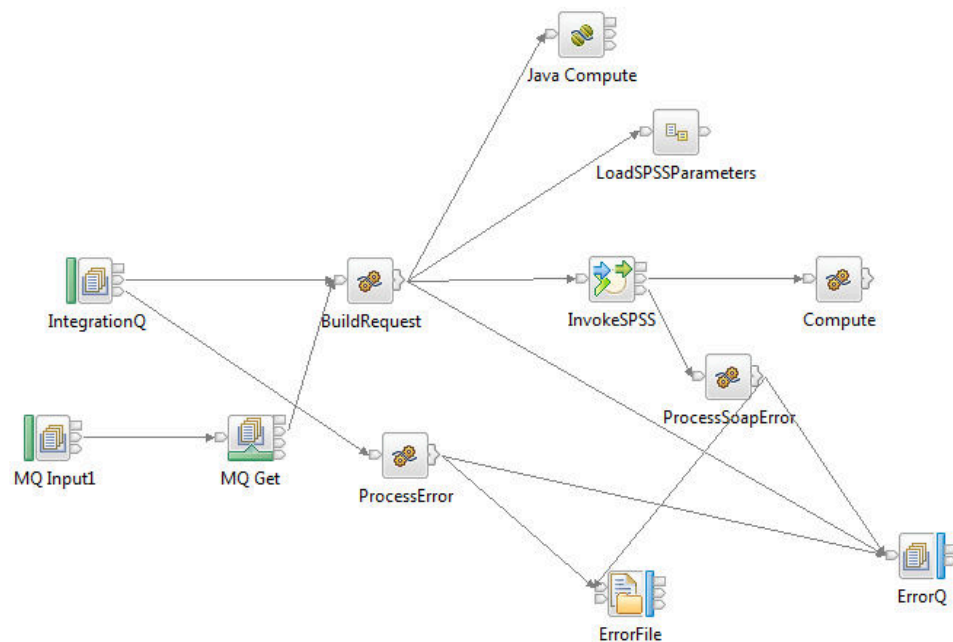 Java Compute
LoadSPSSParameters
IntegrationQ
BuildRequest
InvokeSPSS
Compute
ProcessSoapError
MQ Input1
MQ Get
ProcessError
ErrorQ
ErrorFile